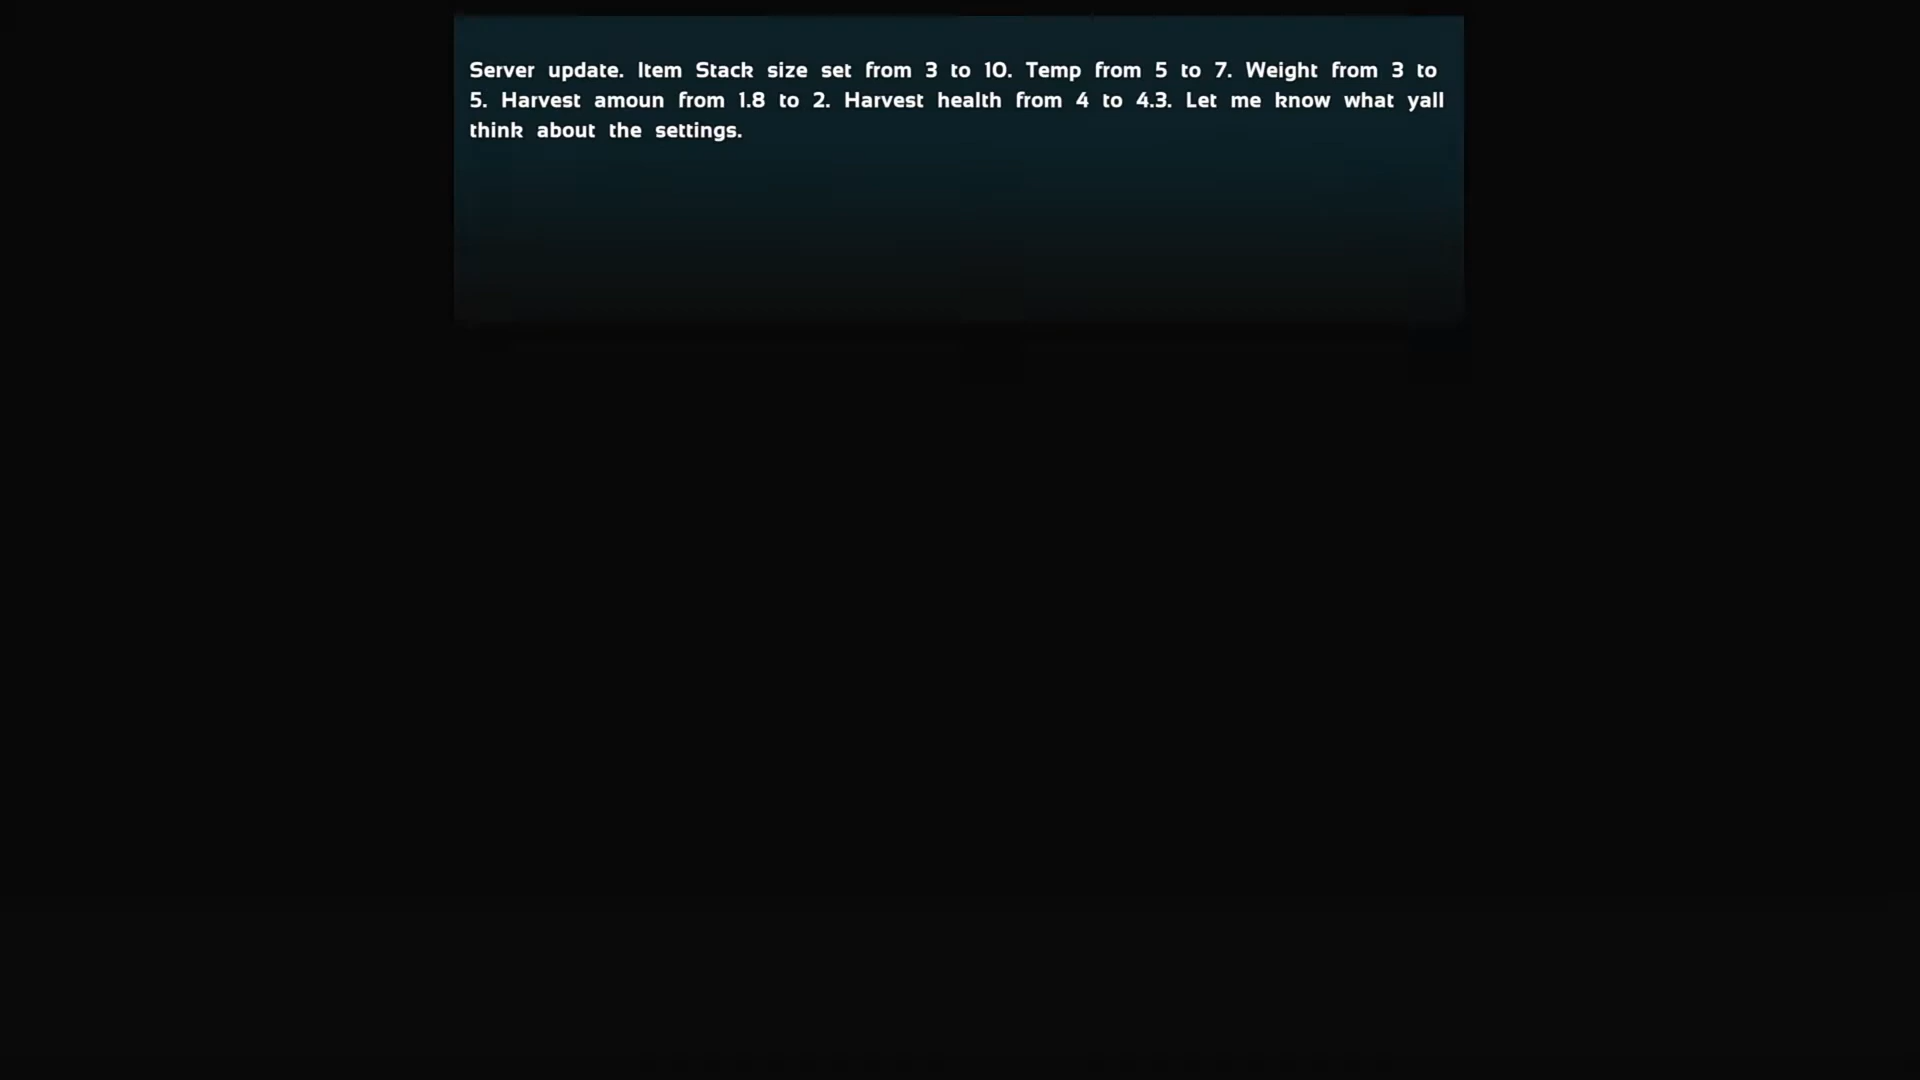 Server update. Item Stack size set from 3 to 10. Temp from 5 to 7. Weight from 3 to
5. Harvest amoun from 1.8 to 2. Harvest health from 4 to 4.3. Let me know what yall
think about the settings.